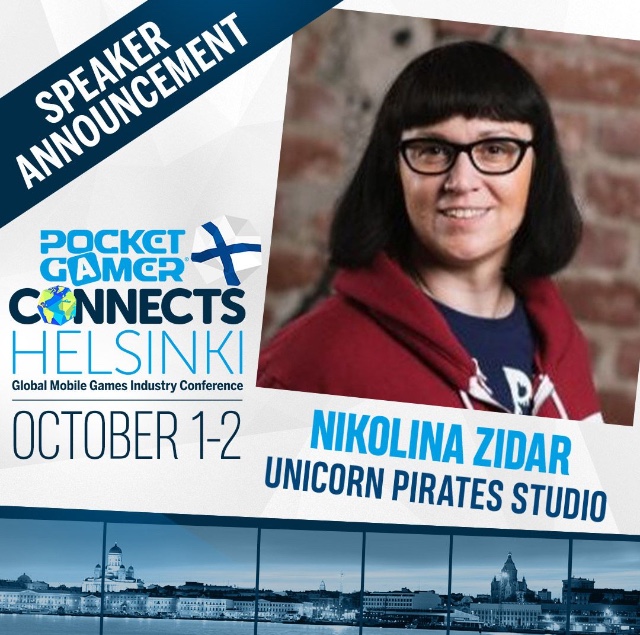 SPEAKER
ANNOUNCEMENT
POCKET
GAMER®
CONNECTS
HELSINKI
Global Mobile Games Industry Conference
OCTOBER 1-2
NIKOLINA ZIDAR
UNICORN PIRATES STUDIO